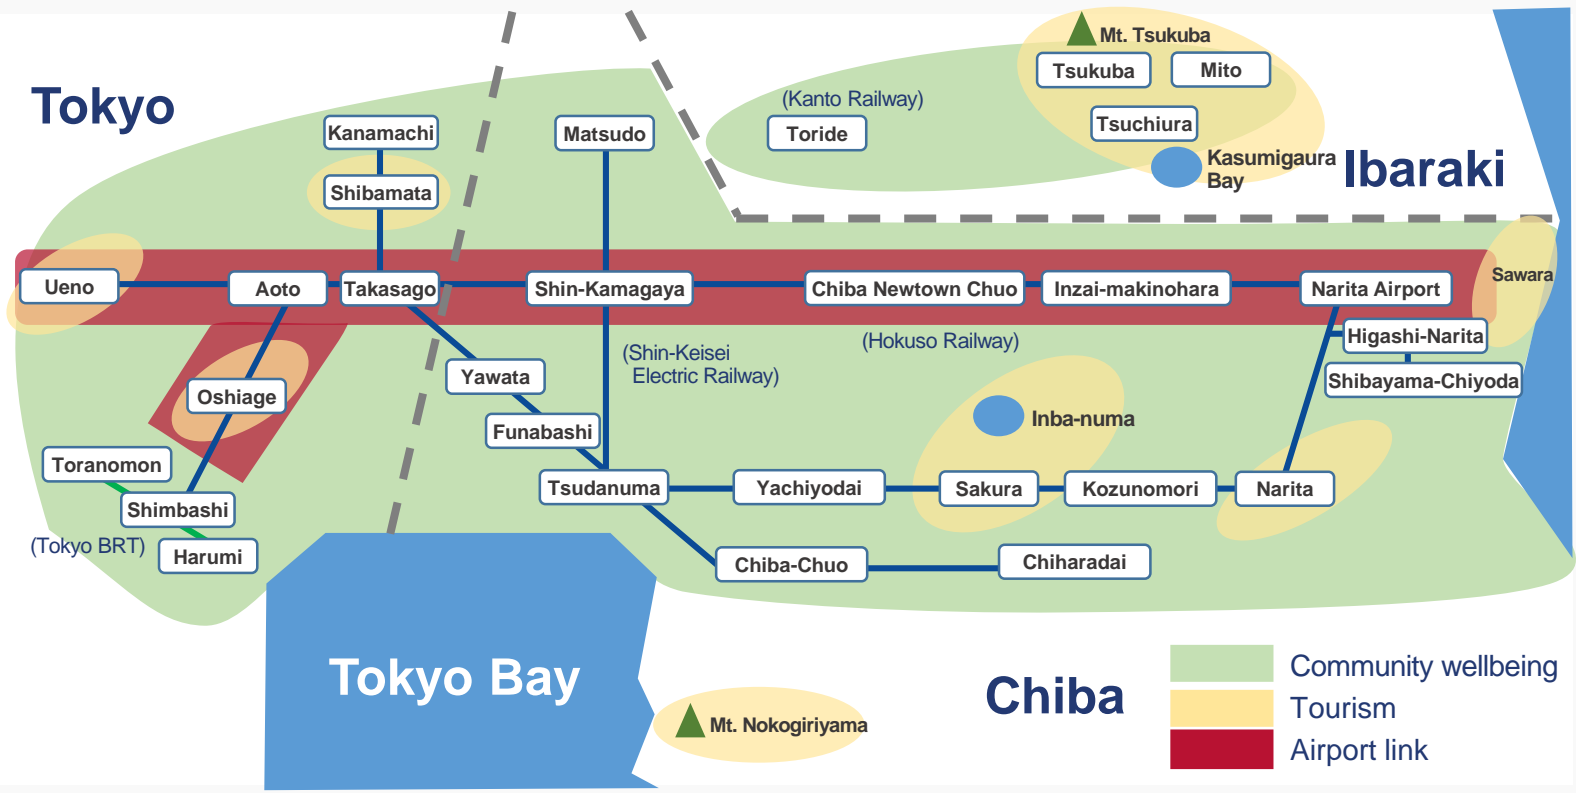 Tokyo
Mt. Tsukuba
Tsukuba
Mito
(Kanto Railway)
Toride
Tsuchiura
Kanamachi
Matsudo
Kasumigaura
Bay
Ibaraki
Shibamata
Ueno
Aoto
Takasago
Shin-Kamagaya
Chiba Newtown Chuo
Inzai-makinohara
Narita Airport
Sawara
(Hokuso Railway)
Higashi-Narita
(Shin-Keisei
Electric Railway)
Yawata
Shibayama-Chiyoda
Oshiage
Inba-numa
Funabashi
Toranomon
Tsudanuma
Yachiyodai
Sakura
Kozunomori
Narita
Shimbashi
(Tokyo BRT)
Harumi
Chiba-Chuo
Chiharadai
Tokyo Bay
Mt. Nokogiriyama
Chiba
Community wellbeing
Tourism
Airport link